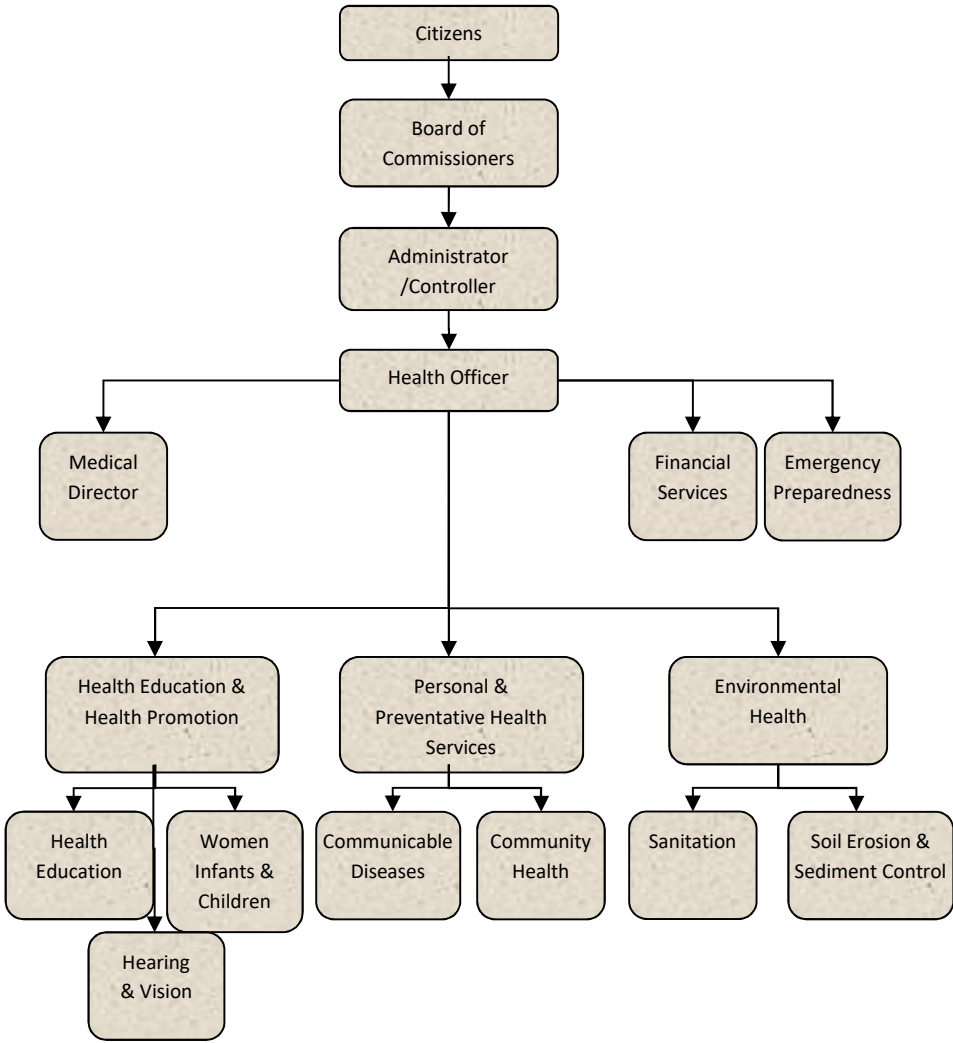 Citizens
Board of
Commissioners
Administrator
/Controller
Health Officer
Medical
Director
Financial
Services
Emergency
Preparedness
Health Education &
Health Promotion
Personal &
Preventative Health
Services
Environmental
Health
Health
Education
Women
Infants &
Children
Communicable
Diseases
Community
Health
Sanitation
Soil Erosion &
Sediment Control
Hearing
& Vision